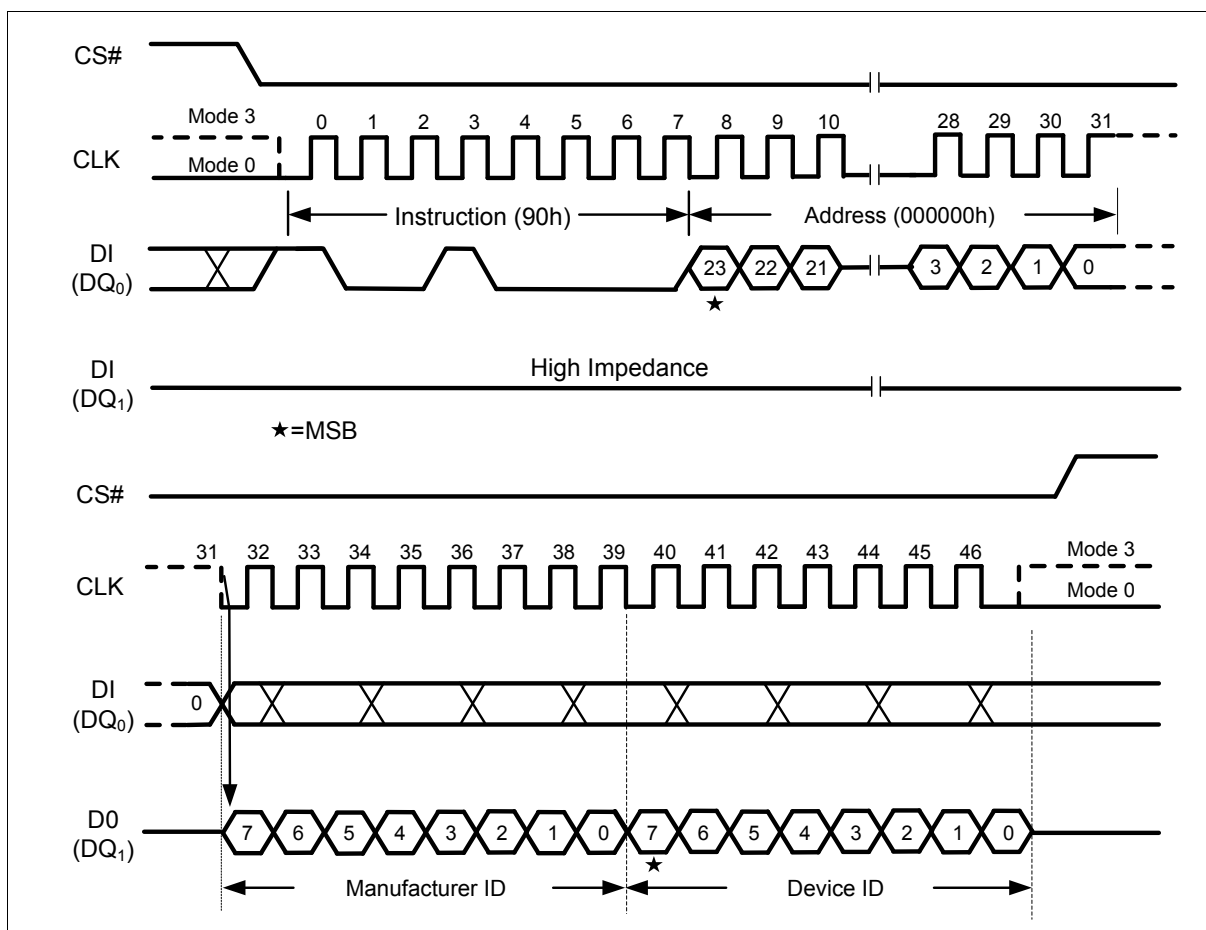 CS#
Mode 3
0 1 2 3 4 5 6 7 8 9 10 28 29 30 31
CLK
Mode 0
Instruction (90h)
Address (000000h)
DI
(DQ0)
23 22 21 3 2 1 0
★
DI
(DQ1)
High Impedance
★=MSB
CS#
31 32 33 34 35 36 37 38 39 40 41 42 43 44 45 46
Mode 3
CLK
Mode 0
DI
(DQ0)
0
D0
(DQ1)
7 6 5 4 3 2 1 0 7 6 5 4 3 2 1 0
★
Manufacturer ID
Device ID